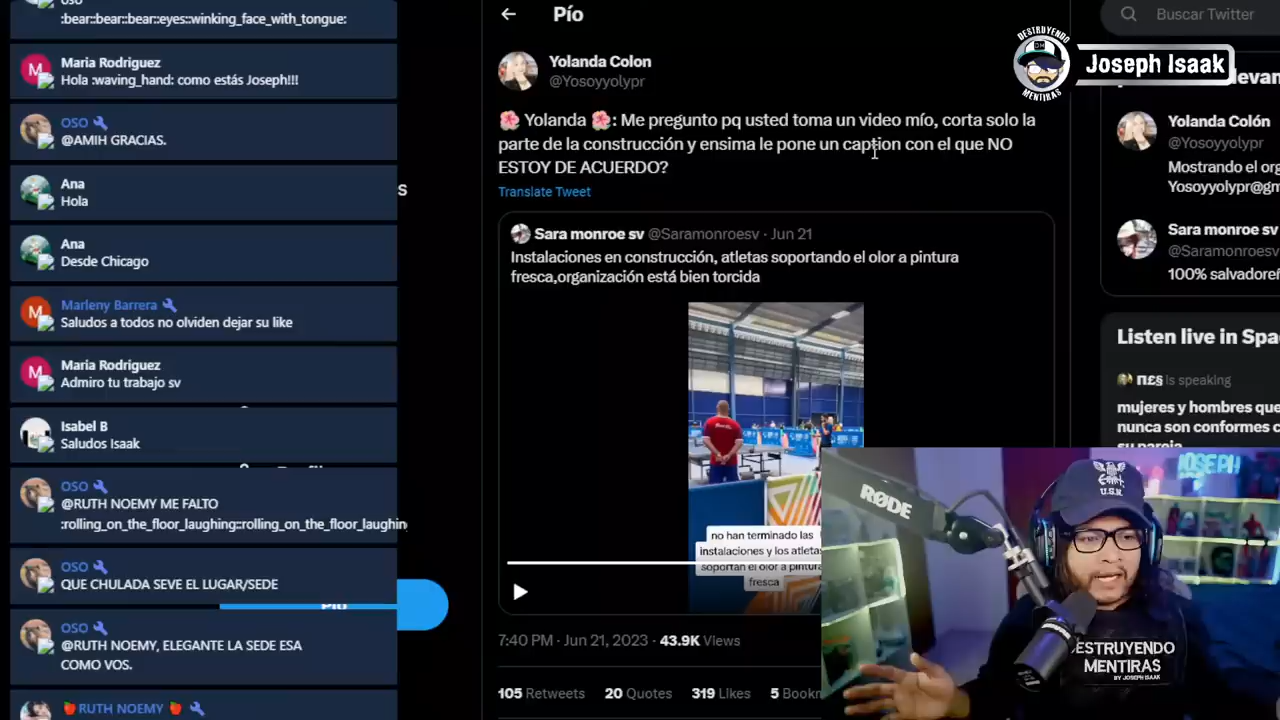 oso
:bear::bear::bear::eyes::winking_face_with_tongue:
Maria Rodriguez
Hola :waving_hand: como estás Joseph!!!
OSO
@AMIH GRACIAS.
Ana
Hola
Ana
Desde Chicago
Marleny Barrera
Saludos a todos no olviden dejar su like
Maria Rodriguez
Admiro tu trabajo sv
Isabel B
Saludos Isaak
OSO
@RUTH NOEMY ME FALTO
:rolling_on_the_floor_laughing:rolling_on_the_floor_laughing
OSO
QUE CHULADA SEVE EL LUGAR/SEDE
OSO
@RUTH NOEMY, ELEGANTE LA SEDE ESA
COMO VOS.
RUTH NOEMY
Pío
Yolanda Colon
@Yosoyyolypr
🌺 Yolanda 🌺: Me pregunto pq usted toma un video mío, corta solo la
parte de la construcción y ensima le pone un caption con el que NO
ESTOY DE ACUERDO?
Translate Tweet
Sara monroe sv @Saramonroesv · Jun 21
Instalaciones en construcción, atletas soportando el olor a pintura
fresca,organización está bien torcida
no han terminado las
instalaciones y los atletas
soportan el olor a pintura
fresca
7:40 PM · Jun 21, 2023 · 43.9K Views
105 Retweets 20 Quotes 319 Likes 5
Buscar Twitter
DESTRUYENDO
DM
MENTIRAS
Joseph Isaak
Yolanda Colón
@Yosoyyolypr
Mostrando el
Sara monroe sv
@Saramonroesv
100%
Listen live in
is speaking
mujeres y hombres que
nunca son conformes
su pareja
RØDE
JOSEPH
U.S.N.
DESTRUYENDO
MENTIRAS
BY JOSEPH ISAAK